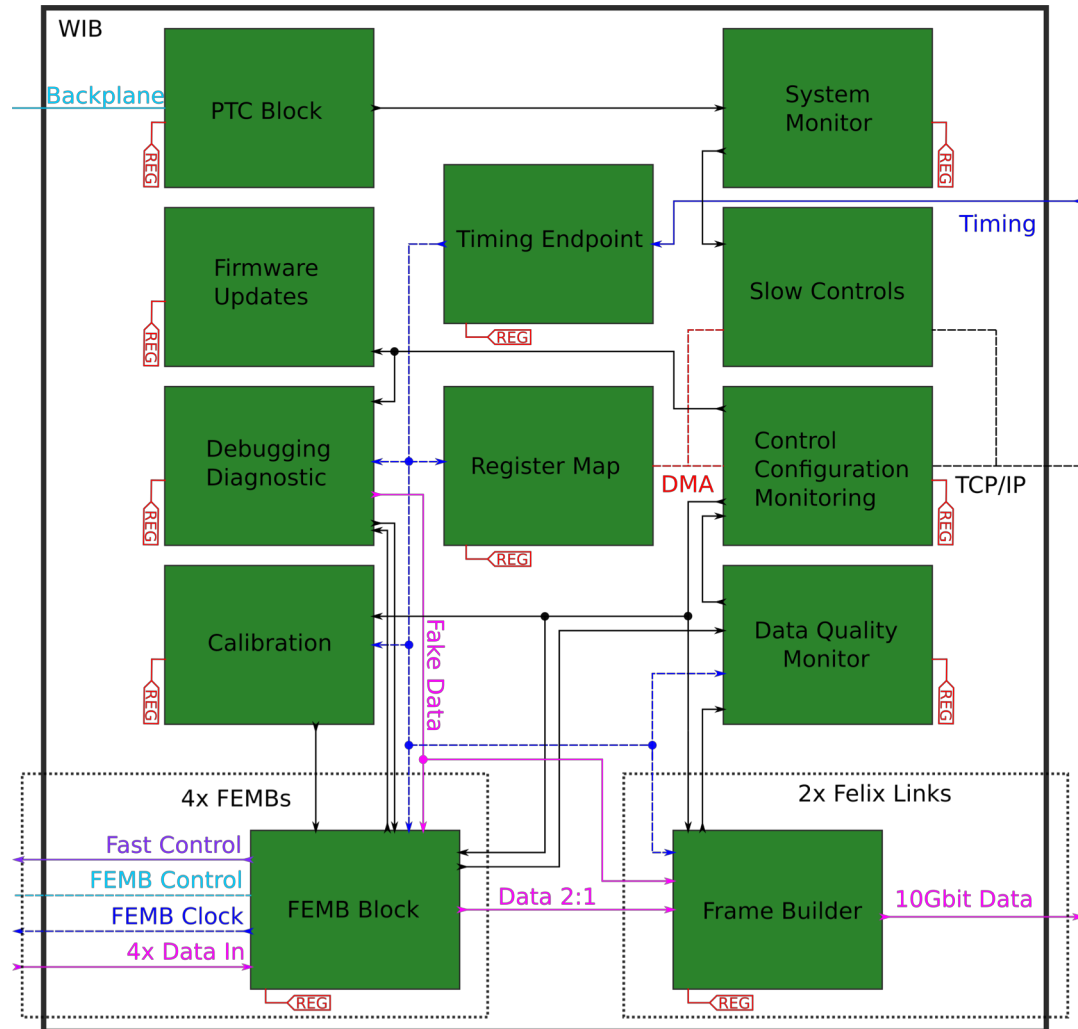 WIB
Backplane
PTC Block
REG
System
Monitor
REG
Timing
Timing Endpoint
REG
Firmware
Updates
REG
Slow Controls
Debugging
Diagnostic
REG
Register Map
REG
DMA
Control
Configuration
Monitoring
REG
TCP/IP
Calibration
REG
Fake Data
Data Quality
Monitor
REG
4x FEMBs
Fast Control
FEMB Control
FEMB Clock
4x Data In
FEMB Block
REG
Data 2:1
2x Felix Links
Frame Builder
REG
10Gbit Data